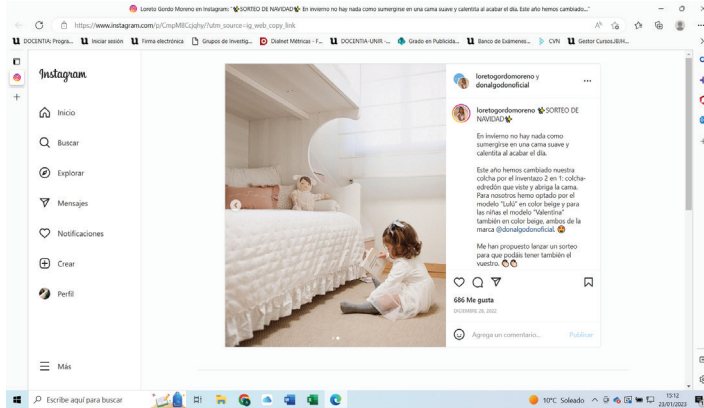 Loreto Gordo Moreno en Instagram: "SORTEO DE NAVIDAD En invierno no hay nada como sumergirse en una cama suave y calentita al acabar el día. Este año hemos cambiado..."
https://www.instagram.com/p/
?utm_source=ig_web_copy_link
DOCENTIA: Progra... Iniciar sesión Firma electrónica Grupos de Investig... Dialnet Métricas - F... DOCENTIA-UNIR -... Grado en Publicida... Banco de Exámenes... CVN Gestor Cursos JB/H...
Instagram
Inicio
Buscar
Explorar
Mensajes
Notificaciones
Crear
Perfil
Más
loretogordomoreno y
donalgodonoficial
loretogordomoreno SORTEO DE
NAVIDAD
En invierno no hay nada como
sumergirse en una cama suave y
calentita al acabar el día.
Este año hemos cambiado nuestra
colcha por el inventazo 2 en 1: colcha-
edredón que viste y abriga la cama.
Para nosotros hemo optado por el
modelo "Lulú" en color beige y para
las niñas el modelo "Valentina"
también en color beige, ambos de la
marca @donalgodonoficial.
Me han propuesto lanzar un sorteo
para que podáis tener también el
vuestro.
686 Me gusta
Agrega un comentario... Publicar
Escribe aquí para buscar
10°C Soleado
15:12
23/01/2023